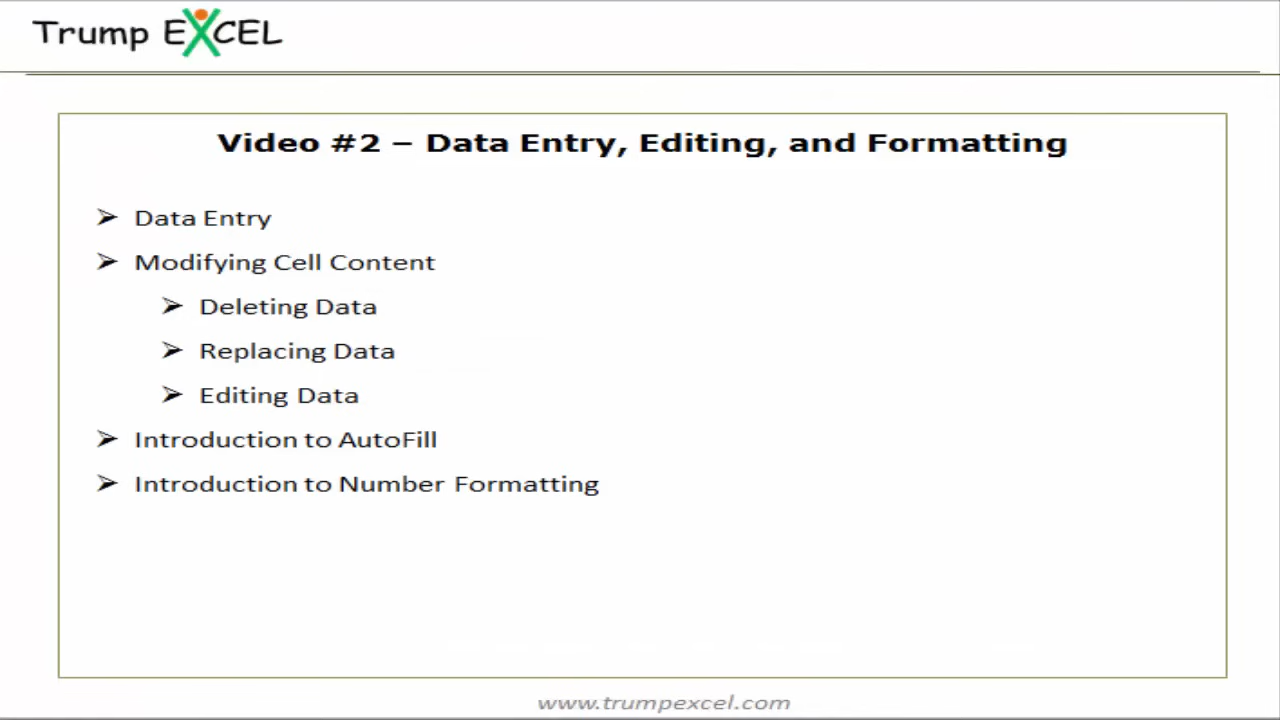 Trump EXCEL
Video #2 – Data Entry, Editing, and Formatting
➢ Data Entry
➢ Modifying Cell Content
➢ Deleting Data
➢ Replacing Data
➢ Editing Data
➢ Introduction to AutoFill
➢ Introduction to Number Formatting
www.trumpexcel.com